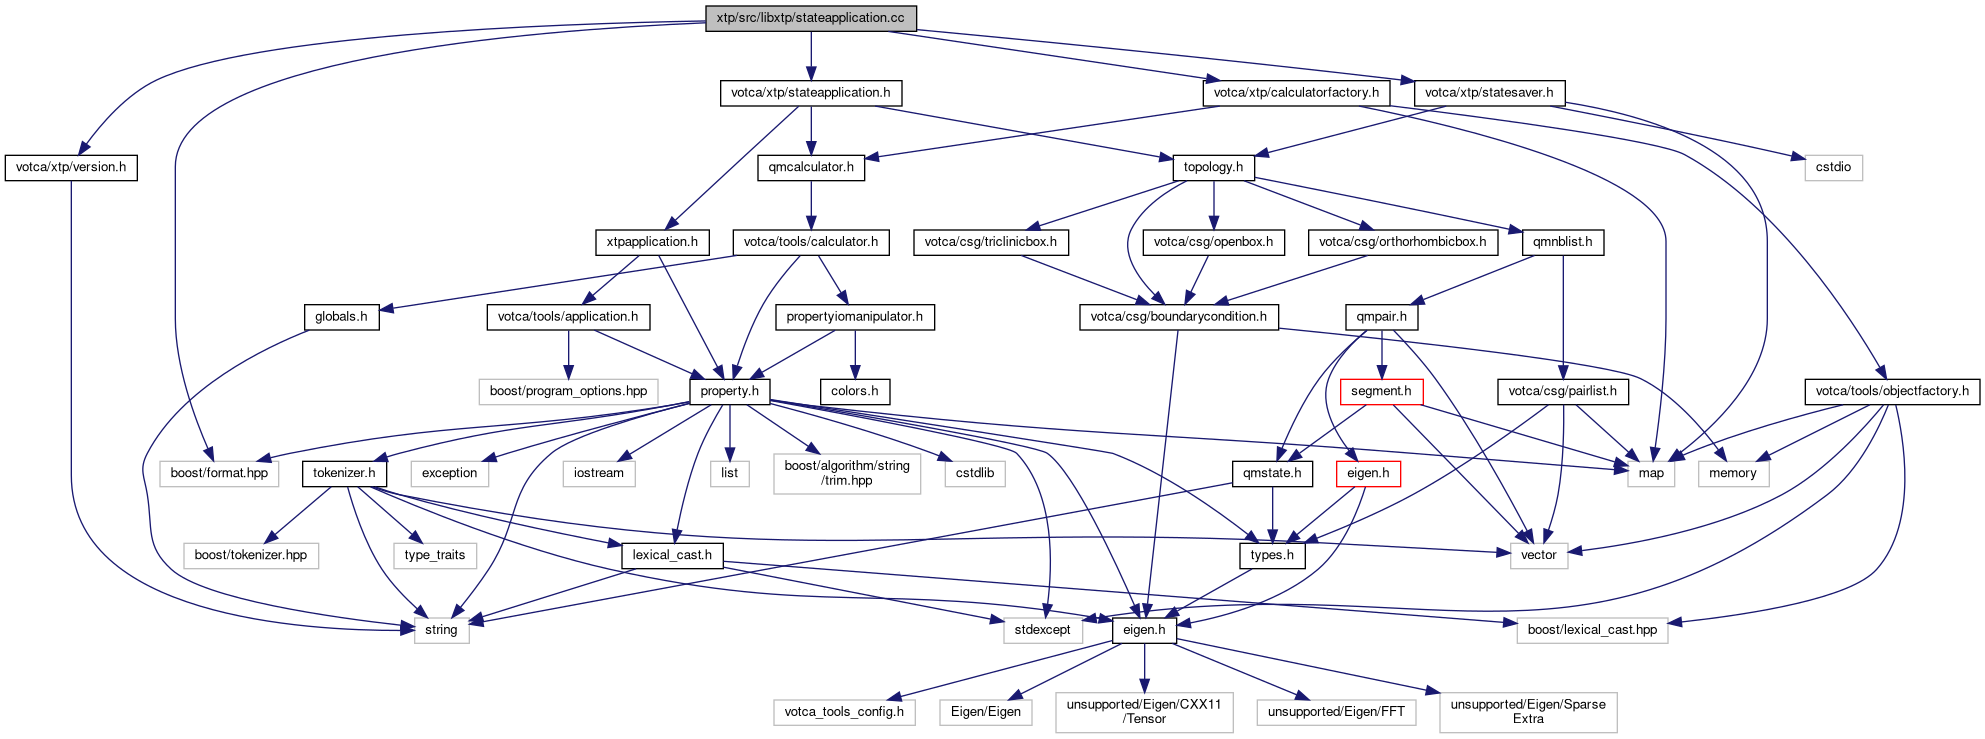 xtp/src/libxtp/stateapplication.cc
votca/xtp/stateapplication.h
votca/xtp/calculatorfactory.h
votca/xtp/statesaver.h
votca/xtp/version.h
qmcalculator.h
topology.h
cstdio
xtpapplication.h
votca/tools/calculator.h
votca/csg/triclinicbox.h
votca/csg/openbox.h
votca/csg/orthorhombicbox.h
qmnblist.h
globals.h
votca/tools/application.h
propertyiomanipulator.h
votca/csg/boundarycondition.h
qmpair.h
boost/program_options.hpp
property.h
colors.h
segment.h
votca/csg/pairlist.h
votca/tools/objectfactory.h
boost/format.hpp
tokenizer.h
exception
iostream
list
boost/algorithm/string
/trim.hpp
cstdlib
qmstate.h
eigen.h
map
memory
boost/tokenizer.hpp
type_traits
lexical_cast.h
types.h
vector
string
stdexcept
eigen.h
boost/lexical_cast.hpp
votca_tools_config.h
Eigen/Eigen
unsupported/Eigen/CXX11
/Tensor
unsupported/Eigen/FFT
unsupported/Eigen/Sparse
Extra